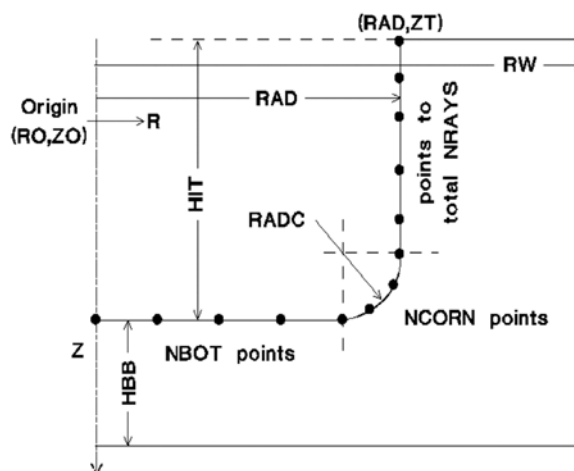 (RAD,ZT)
RW
RAD
Origin
(RO,ZO)
R
HIT
points to
total NRAYS
RADC
NCORN points
Z
NBOT points
HBB